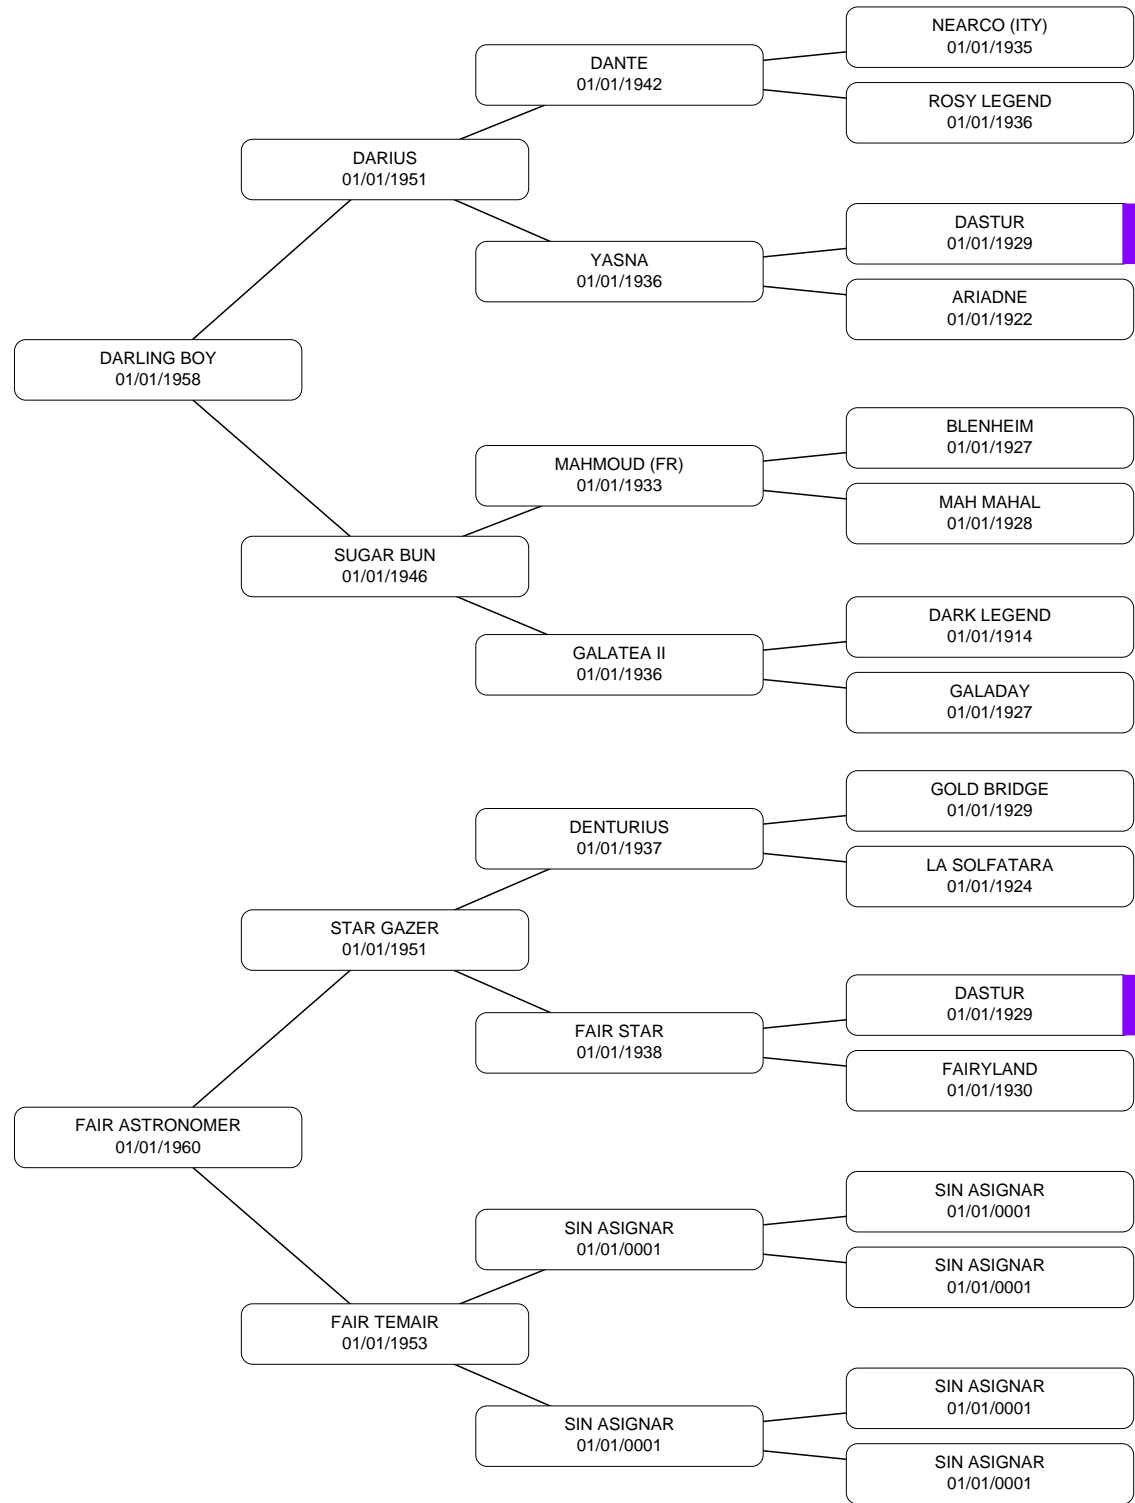 NEARCO (ITY)
01/01/1935
DANTE
01/01/1942
ROSY LEGEND
01/01/1936
DARIUS
01/01/1951
DASTUR
01/01/1929
YASNA
01/01/1936
ARIADNE
01/01/1922
DARLING BOY
01/01/1958
BLENHEIM
01/01/1927
MAHMOUD (FR)
01/01/1933
MAH MAHAL
01/01/1928
SUGAR BUN
01/01/1946
DARK LEGEND
01/01/1914
GALATEA II
01/01/1936
GALADAY
01/01/1927
GOLD BRIDGE
01/01/1929
DENTURIUS
01/01/1937
LA SOLFATARA
01/01/1924
STAR GAZER
01/01/1951
DASTUR
01/01/1929
FAIR STAR
01/01/1938
FAIRYLAND
01/01/1930
FAIR ASTRONOMER
01/01/1960
SIN ASIGNAR
01/01/0001
SIN ASIGNAR
01/01/0001
SIN ASIGNAR
01/01/0001
FAIR TEMAIR
01/01/1953
SIN ASIGNAR
01/01/0001
SIN ASIGNAR
01/01/0001
SIN ASIGNAR
01/01/0001